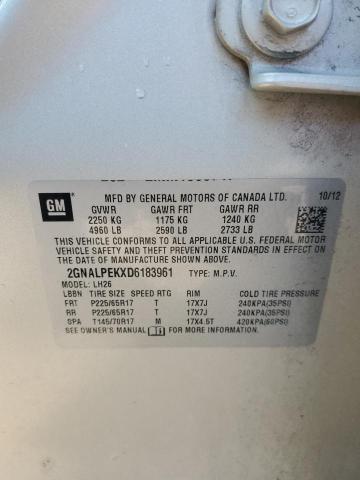 GM
MFD BY GENERAL MOTORS OF CANADA LTD. 10/12
GVWR GAWR FRT GAWR RR
2250 KG 1175 KG 1240 KG
4960 LB 2590 LB 2733 LB
THIS VEHICLE CONFORMS TO ALL APPLICABLE U.S. FEDERAL MOTOR
VEHICLE SAFETY AND THEFT PREVENTION STANDARDS IN
EFFECT ON THE DATE OF MANUFACTURE SHOWN ABOVE.
2GNALPEKXD6183961 TYPE: M.P.V.
MODEL: LH26
LBBN TIRE SIZE SPEED RTG RIM COLD TIRE PRESSURE
FRT P225/65R17 T 17X7J 240KPA(35PSI)
RR P225/65R17 T 17X7J 240KPA(35PSI)
SPA T145/70R17 M 17X4.5T 420KPA(60PSI)
SEE OWNER'S MANUAL FOR ADDITIONAL INFORMATION.